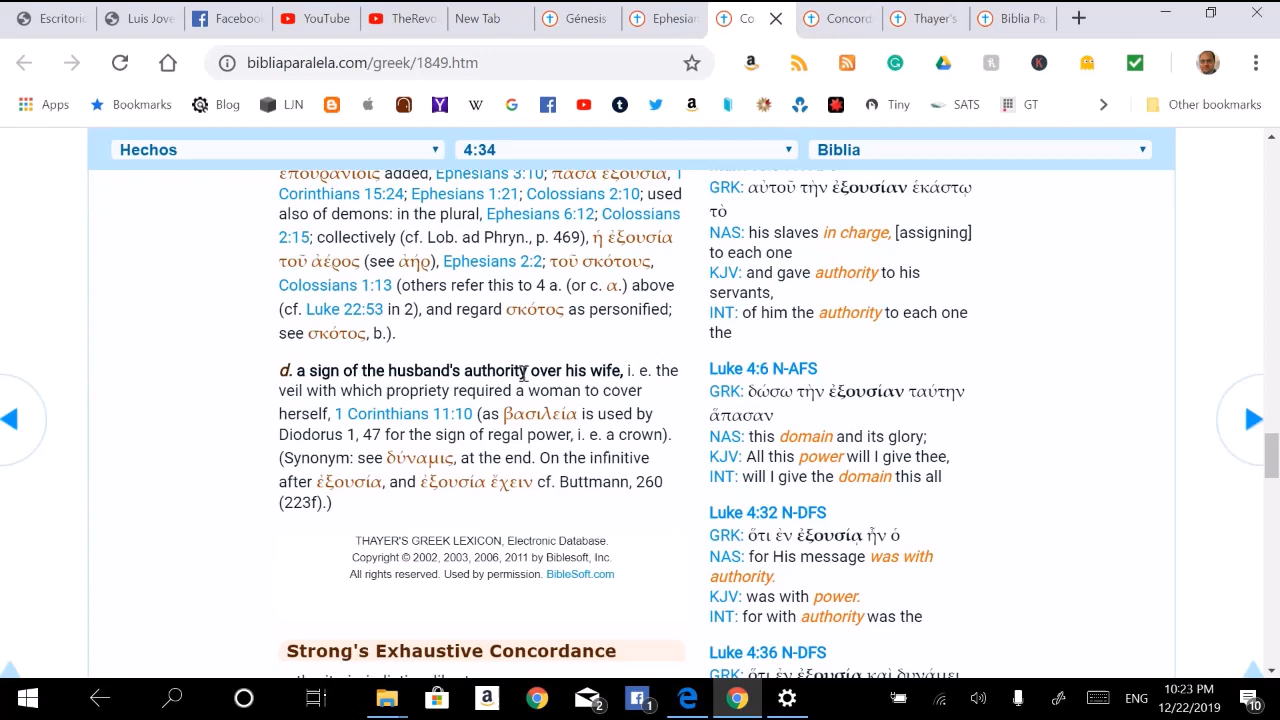 Escritorio
Luis Jove
Facebook
YouTube
TheRevo
New Tab
Génesis
Ephesian
Co
Concord
Thayer's
Biblia Pa
bibliaparalela.com/greek/1849.htm
Apps
Bookmarks
Blog
LJN
Tiny
SATS
GT
Other bookmarks
Hechos
4:34
Biblia
ἐπουρανίοις added, Ephesians 3:10; πᾶσα ἐξουσία, 1
Corinthians 15:24; Ephesians 1:21; Colossians 2:10; used
also of demons: in the plural, Ephesians 6:12; Colossians
2:15; collectively (cf. Lob. ad Phryn., p. 469), ἡ ἐξουσία
τοῦ ἀέρος (see ἀήρ), Ephesians 2:2; τοῦ σκότους,
Colossians 1:13 (others refer this to 4 a. (or c. α.) above
(cf. Luke 22:53 in 2), and regard σκότος as personified;
see σκότος, b.).
d. a sign of the husband's authority over his wife, i. e. the
veil with which propriety required a woman to cover
herself, 1 Corinthians 11:10 (as βασιλεία is used by
Diodorus 1, 47 for the sign of regal power, i. e. a crown).
(Synonym: see δύναμις, at the end. On the infinitive
after ἐξουσία, and ἐξουσία ἔχειν cf. Buttmann, 260
(223f).)
THAYER'S GREEK LEXICON, Electronic Database.
Copyright © 2002, 2003, 2006, 2011 by Biblesoft, Inc.
All rights reserved. Used by permission. BibleSoft.com
Strong's Exhaustive Concordance
GRK: αὐτοῦ τὴν ἐξουσίαν ἑκάστῳ
τὸ
NAS: his slaves in charge, [assigning]
to each one
KJV: and gave authority to his
servants,
INT: of him the authority to each one
the
Luke 4:6 N-AFS
GRK: δώσω τὴν ἐξουσίαν ταύτην
ἅπασαν
NAS: this domain and its glory;
KJV: All this power will I give thee,
INT: will I give the domain this all
Luke 4:32 N-DFS
GRK: ὅτι ἐν ἐξουσίᾳ ἦν ὁ
NAS: for His message was with
authority.
KJV: was with power.
INT: for with authority was the
Luke 4:36 N-DFS
GRK: ὅτι ἐν ἐξουσίᾳ καὶ δυνάμει
2
1
ENG
10:23 PM
12/22/2019
10